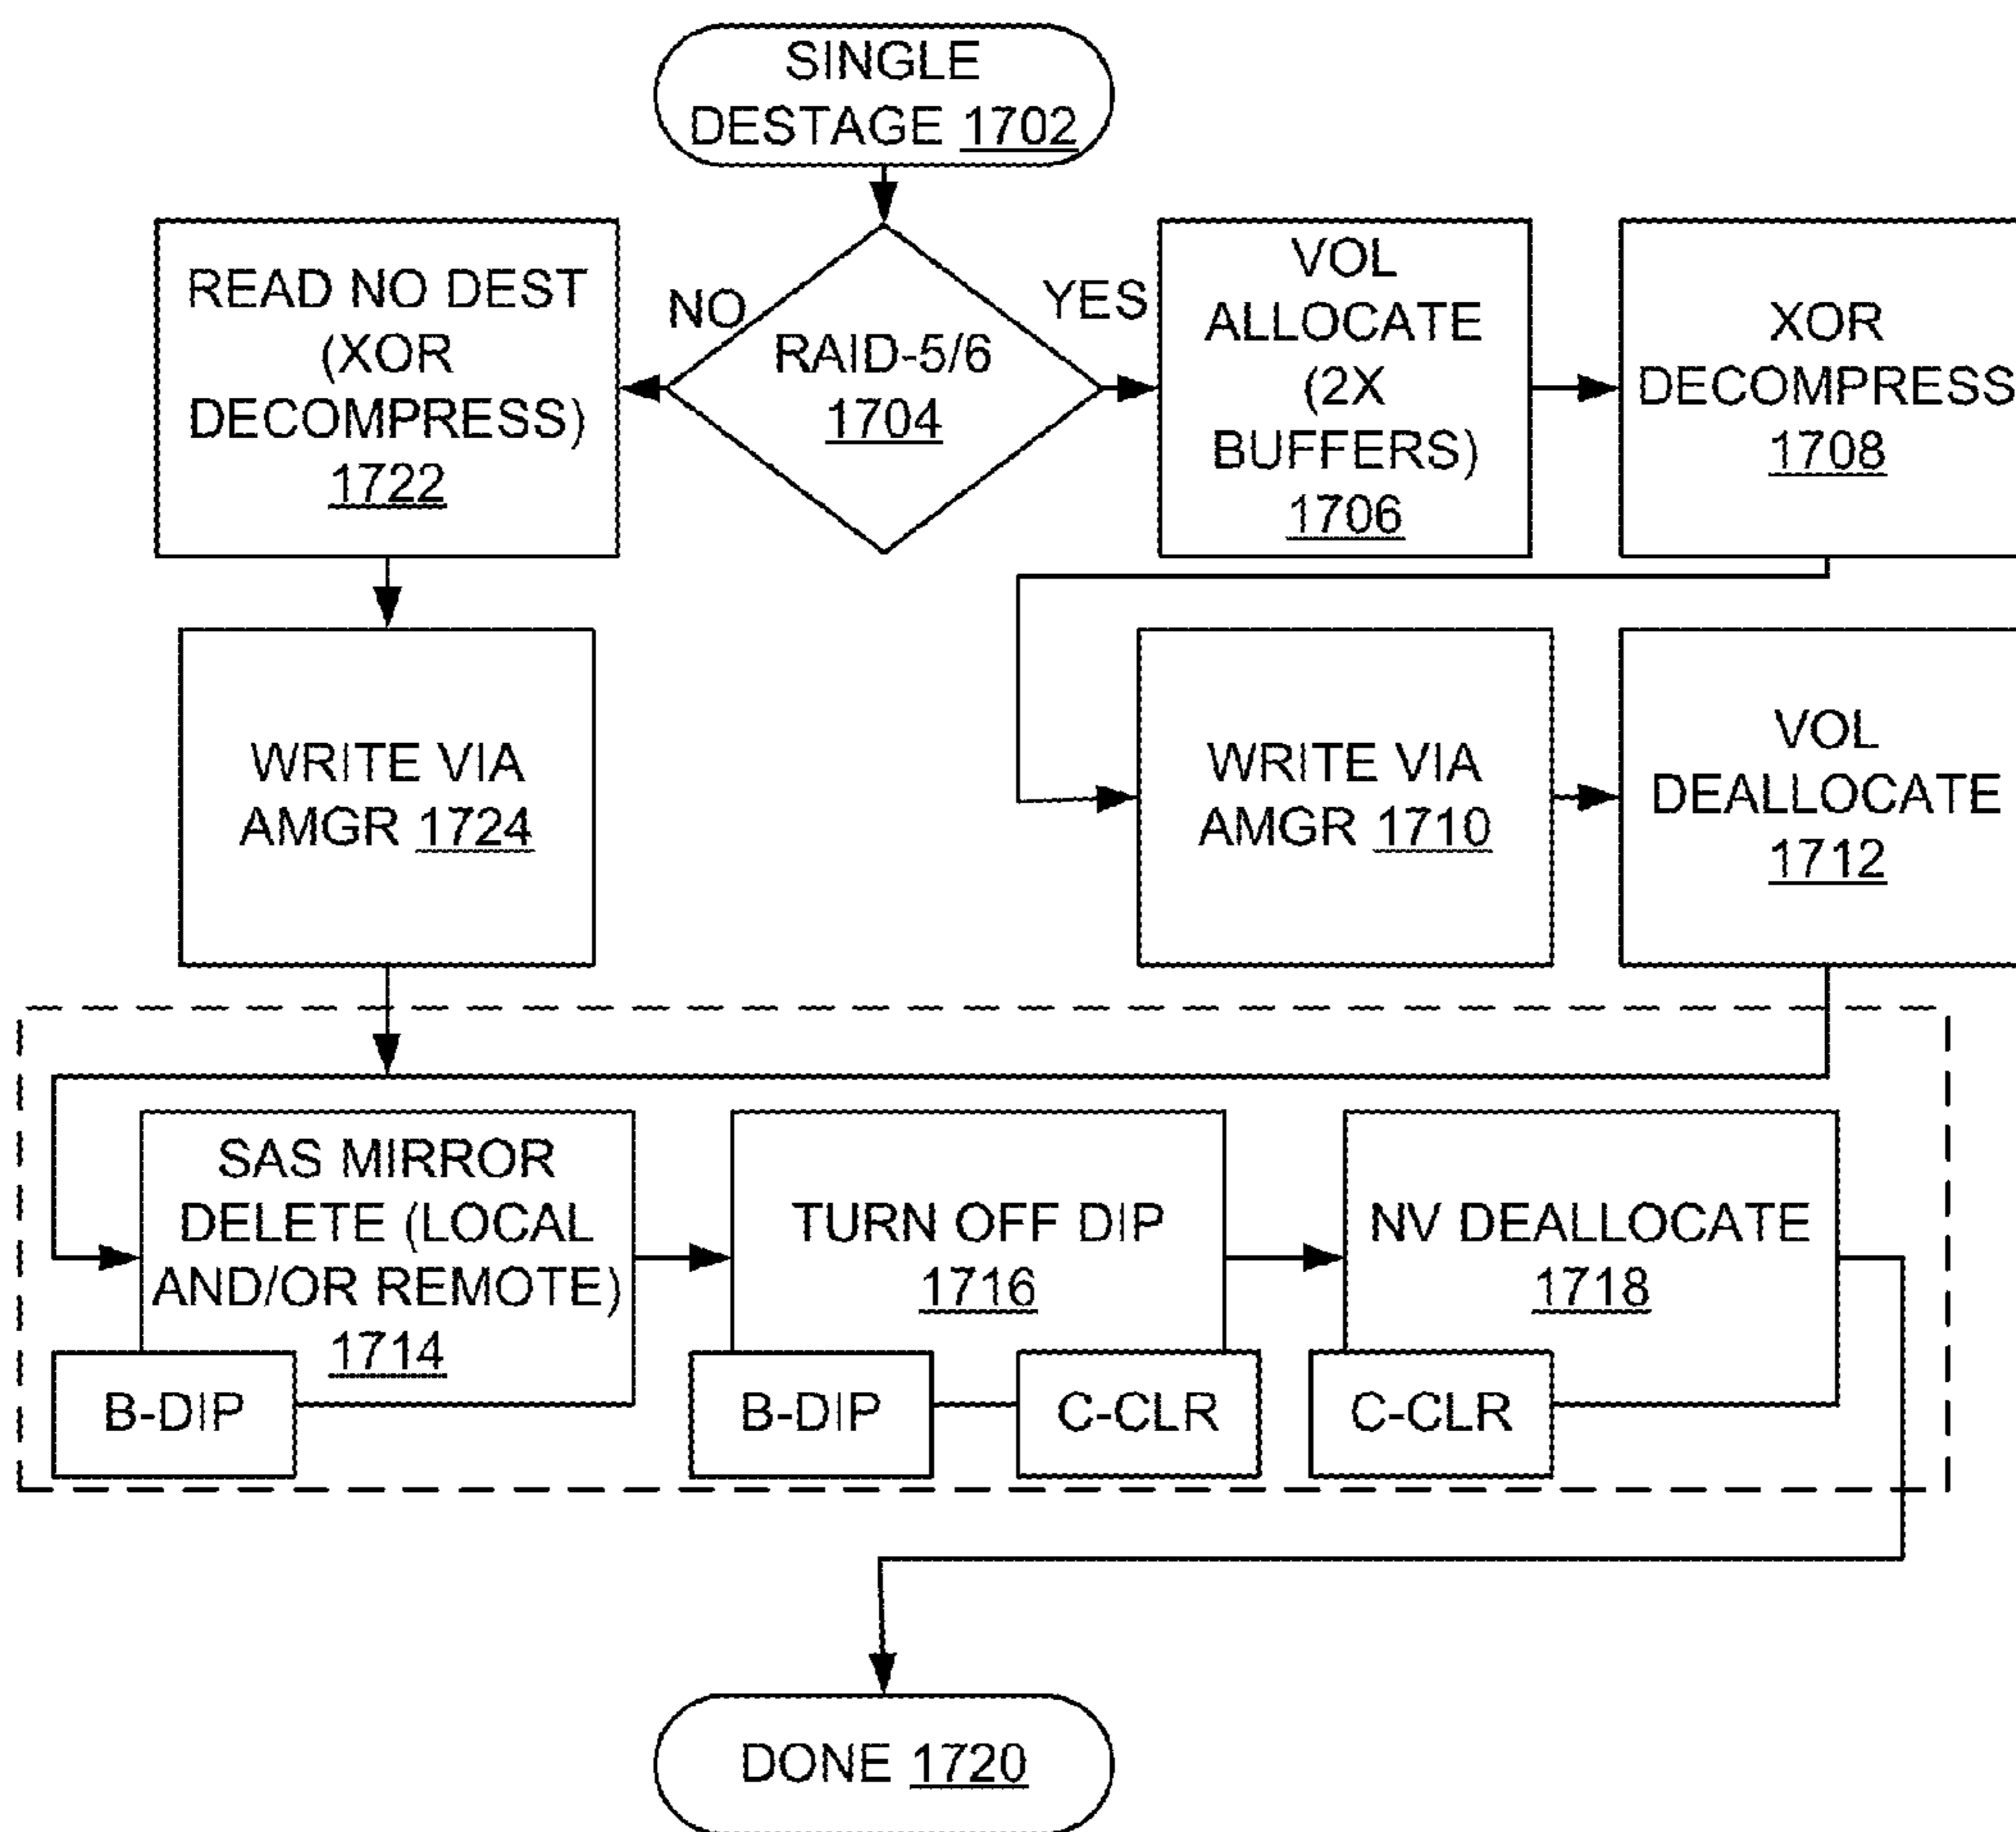 SINGLE
DESTAGE 1702
READ NO DEST
(XOR
DECOMPRESS)
1722
NO
RAID-5/6
1704
YES
VOL
ALLOCATE
(2X
BUFFERS)
1706
XOR
DECOMPRESS
1708
WRITE VIA
AMGR 1724
WRITE VIA
AMGR 1710
VOL
DEALLOCATE
1712
SAS MIRROR
DELETE (LOCAL
AND/OR REMOTE)
1714
B-DIP
TURN OFF DIP
1716
B-DIP
C-CLR
NV DEALLOCATE
1718
C-CLR
DONE 1720